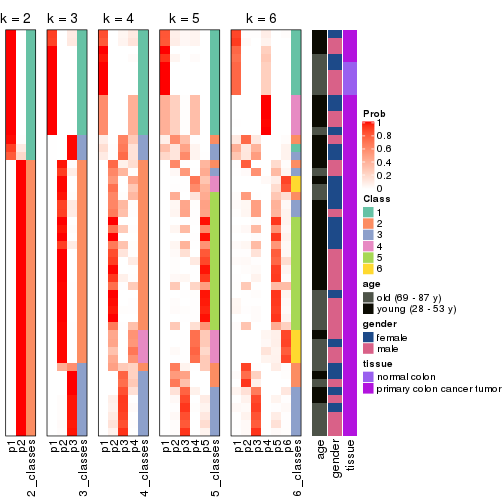 k = 2 k = 3 k = 4 k = 5 k = 6
Prob
1
0.8
0.6
0.4
0.2
0
Class
1
2
3
4
5
6
age
old (69 - 87 y)
young (28 - 53 y)
gender
female
male
tissue
normal colon
primary colon cancer tumor
p1 p2 2_classes
p1 p2 p3 3_classes
p1 p2 p3 p4 4_classes
p1 p2 p3 p4 p5 5_classes
p1 p2 p3 p4 p5 p6 6_classes
age gender tissue